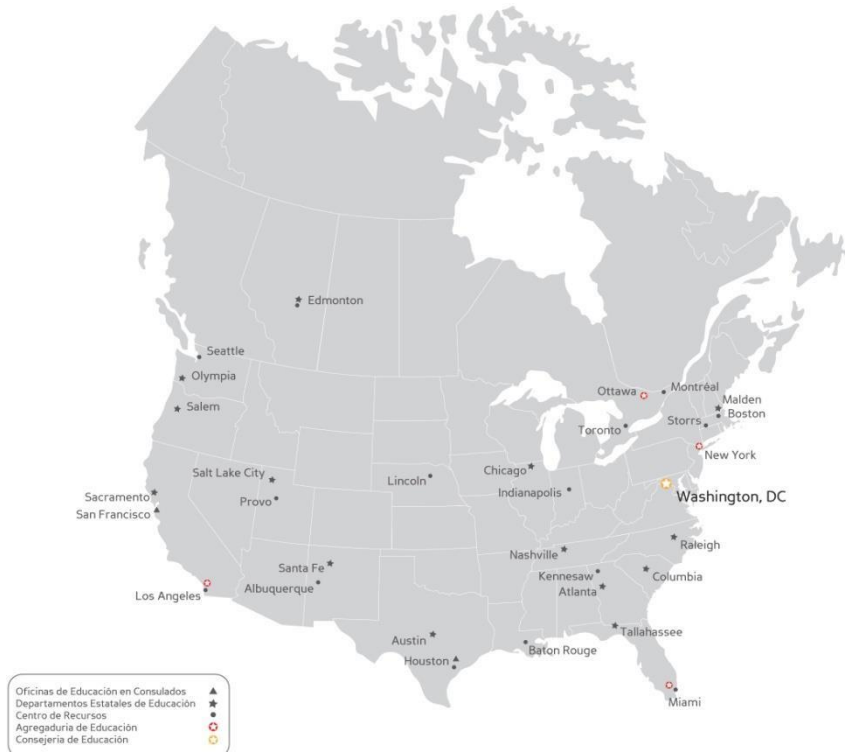 Edmonton
Seattle
Olympia
Salem
Ottawa
Montréal
Malden
Boston
Toronto
Storrs
New York
Salt Lake City
Lincoln
Chicago
Indianapolis
Sacramento
Provo
San Francisco
Washington, DC
Raleigh
Nashville
Santa Fe
Kennesaw
Columbia
Los Angeles
Albuquerque
Atlanta
Austin
Tallahassee
Baton Rouge
Houston
Miami
Oficinas de Educación en Consulados
Departamentos Estatales de Educación
Centro de Recursos
Agregaduria de Educación
Consejería de Educación